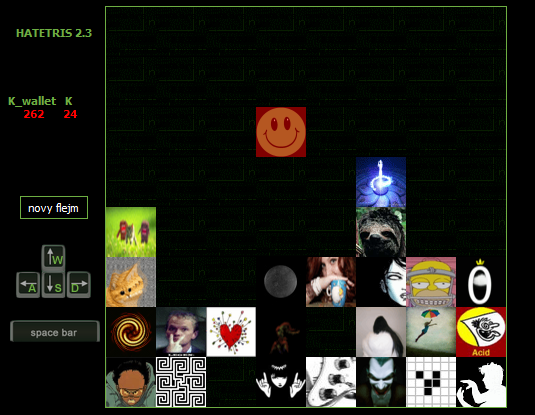 HATETRIS 2.3
K_wallet K
262 24
novy flejm
W
A S D
space bar
Acid